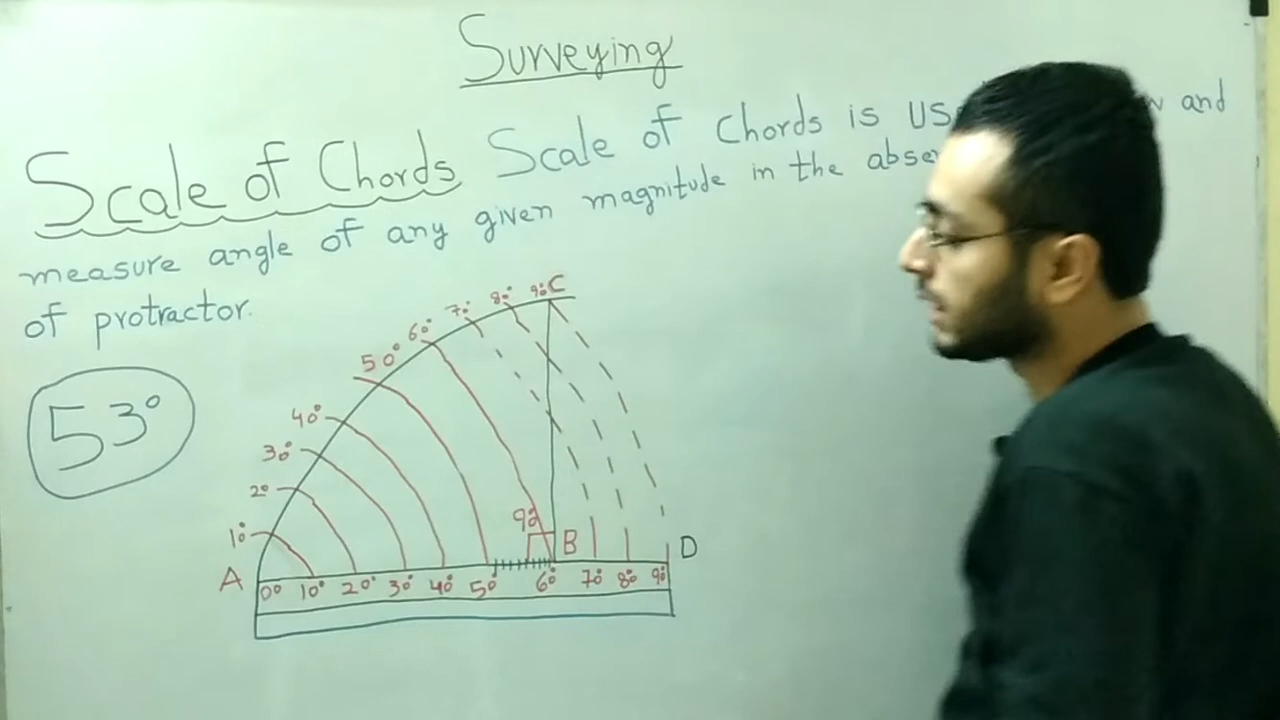 Surveying
Scale of Chords Scale of Chords is and
measure angle of any given magnitude in the
of protractor.
53°
10° 20° 30° 40° 50° 60° 70° 80° 90° C
90°
A B D
0° 10° 20° 30° 40° 50° 60° 70° 80° 90°